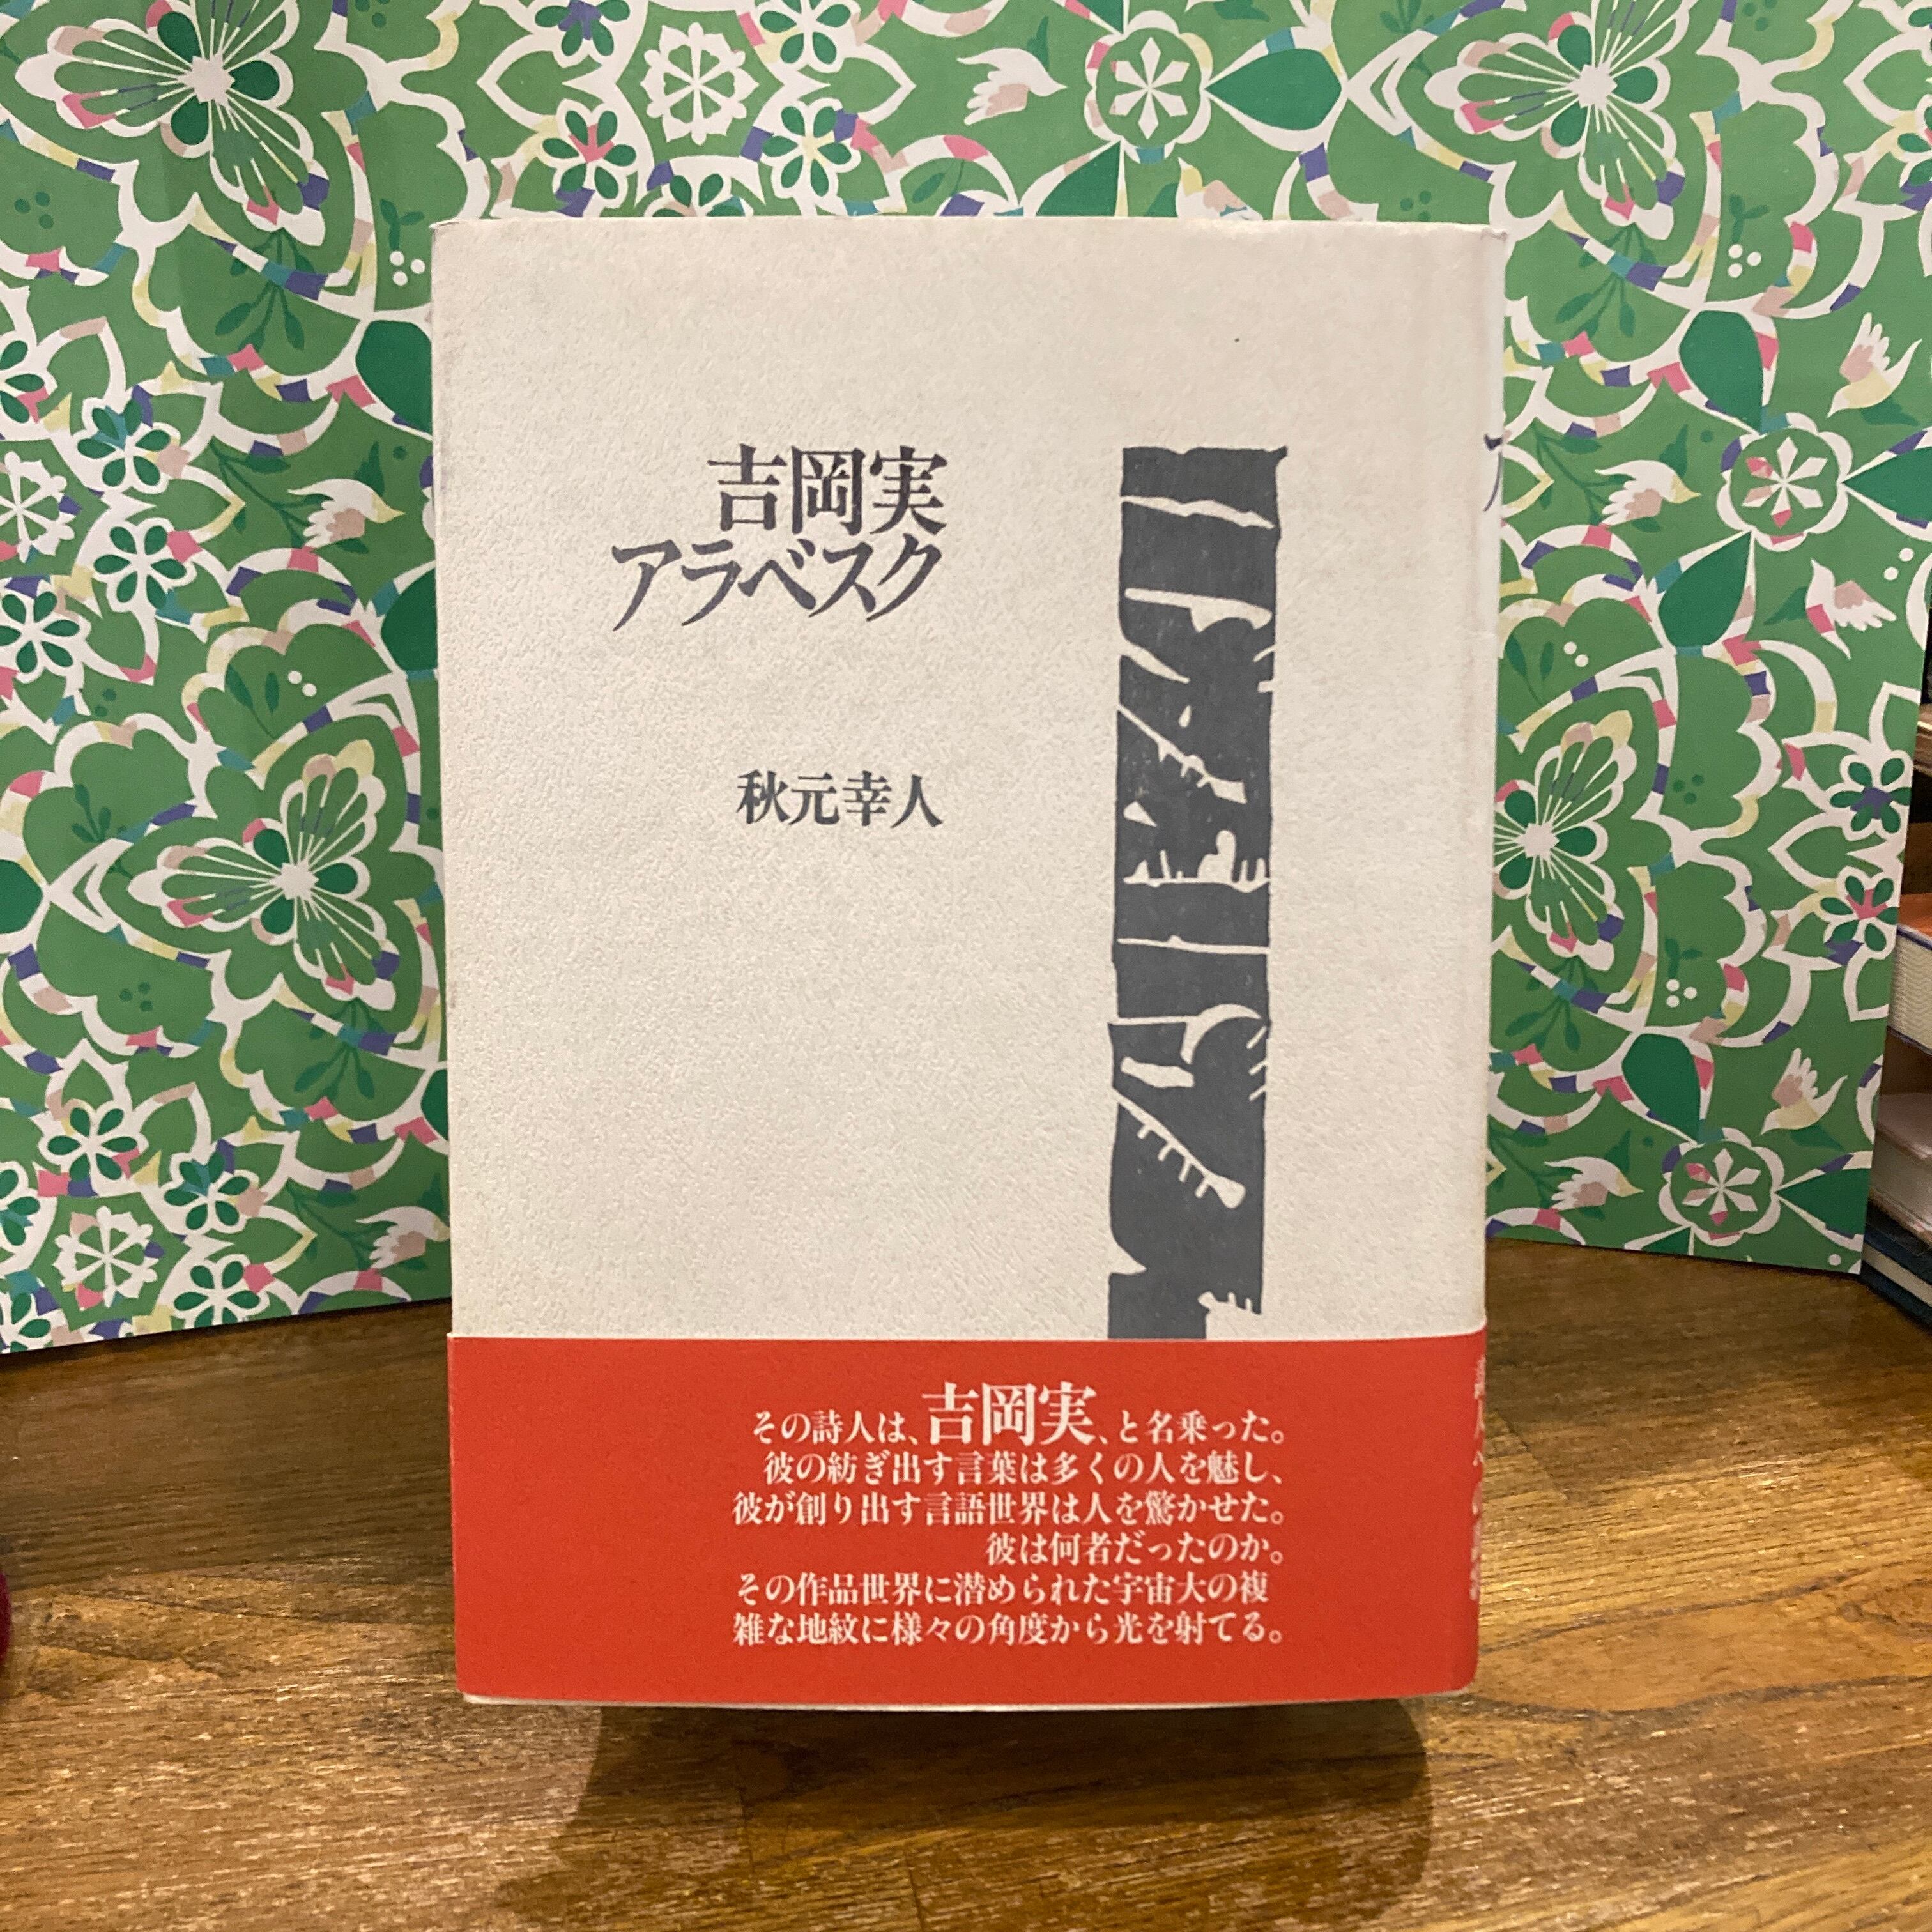 吉岡実
アラベスク
秋元幸人
その詩人は、吉岡実、と名乗った。
彼の紡ぎ出す言葉は多くの人を魅し、
彼が創り出す言語世界は人を驚かせた。
彼は何者だったのか。
その作品世界に潜められた宇宙大の複
雑な地紋に様々の角度から光を射てる。